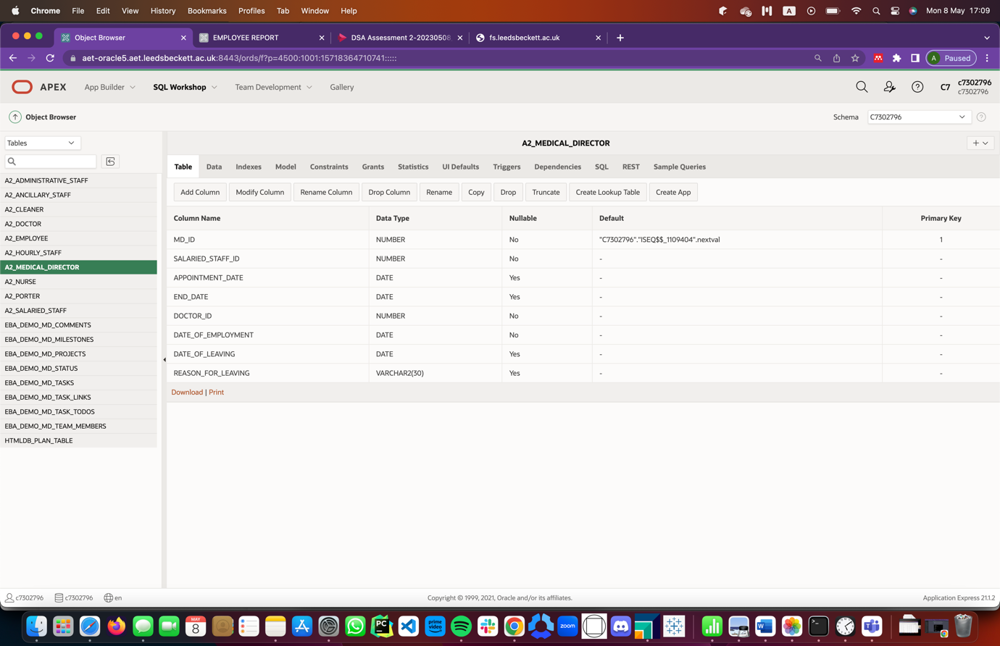 Chrome File Edit View History Bookmarks Profiles Tab Window Help A Mon 8 May 17:09
Object Browser EMPLOYEE REPORT DSA Assessment 2-20230508 fs.leedsbeckett.ac.uk
aet-oracle5.aet.leedsbeckett.ac.uk:8443/ords/f?p=4500:1001:15718364710741::::: A Paused
APEX App Builder SQL Workshop Team Development Gallery C7 c7302796
c7302796
Object Browser Schema C7302796
Tables
A2_MEDICAL_DIRECTOR
Table Data Indexes Model Constraints Grants Statistics UI Defaults Triggers Dependencies SQL REST Sample Queries
Add Column Modify Column Rename Column Drop Column Rename Copy Drop Truncate Create Lookup Table Create App
A2_ADMINISTRATIVE_STAFF
A2_ANCILLARY_STAFF
A2_CLEANER
A2_DOCTOR
A2_EMPLOYEE
A2_HOURLY_STAFF
A2_MEDICAL_DIRECTOR
A2_NURSE
A2_PORTER
A2_SALARIED_STAFF
EBA_DEMO_MD_COMMENTS
EBA_DEMO_MD_MILESTONES
EBA_DEMO_MD_PROJECTS
EBA_DEMO_MD_STATUS
EBA_DEMO_MD_TASKS
EBA_DEMO_MD_TASK_LINKS
EBA_DEMO_MD_TASK_TODOS
EBA_DEMO_MD_TEAM_MEMBERS
HTMLDB_PLAN_TABLE
Column Name Data Type Nullable Default Primary Key
MD_ID NUMBER No "C7302796"."ISEQ$$_1109404".nextval 1
SALARIED_STAFF_ID NUMBER No - -
APPOINTMENT_DATE DATE Yes - -
END_DATE DATE Yes - -
DOCTOR_ID NUMBER No - -
DATE_OF_EMPLOYMENT DATE No - -
DATE_OF_LEAVING DATE Yes - -
REASON_FOR_LEAVING VARCHAR2(30) Yes - -
Download | Print
c7302796 c7302796 en Copyright © 1999, 2021, Oracle and/or its affiliates. Application Express 21.1.2
MAY
8
PC
prime
video
zoom
W